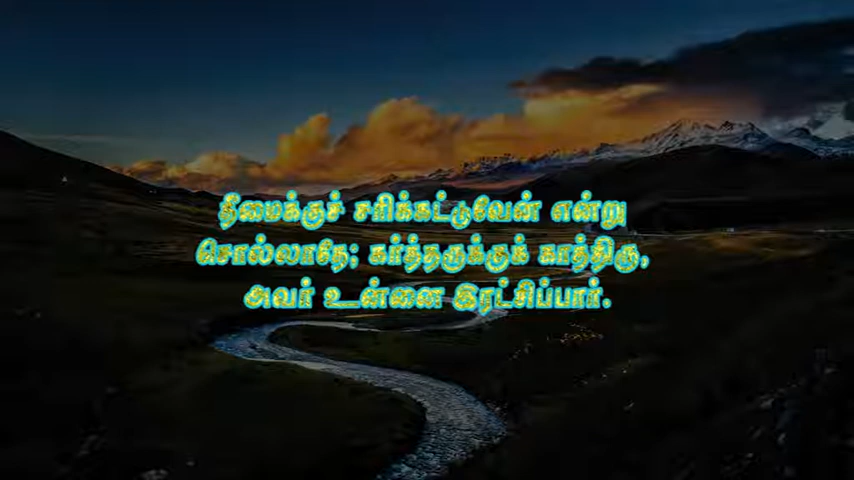 தீமைக்குச் சரிக்கட்டுவேன் என்று
சொல்லாதே; கர்த்தருக்குக் காத்திரு,
அவர் உன்னை இரட்சிப்பார்.